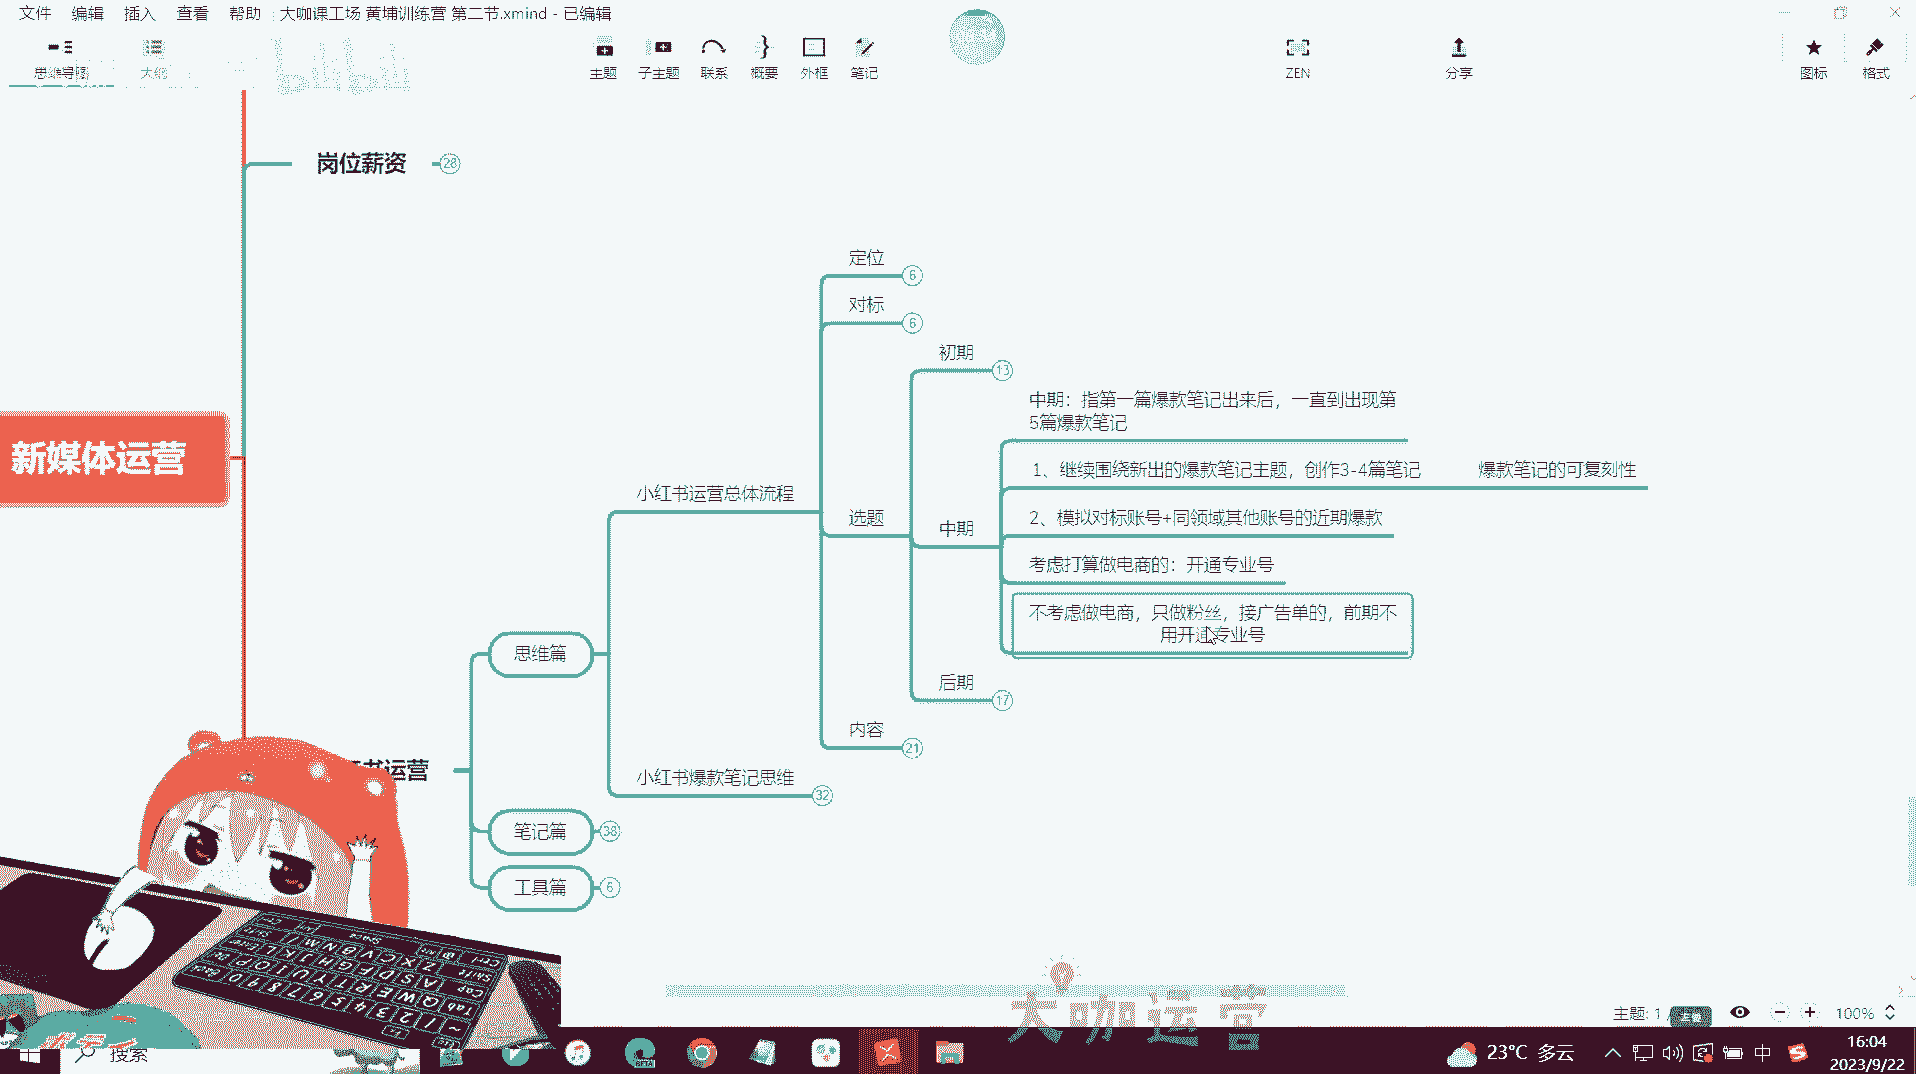 文件 编辑 插入 查看 帮助 大咖课工场 黄埔训练营 第二节.xmind - 已编辑
思维导图 大纲 主题 子主题 联系 概要 外框 笔记 ZEN 分享 图标 格式
岗位薪资 28
定位 6
对标 6
初期 13
中期：指第一篇爆款笔记出来后，一直到出现第
5篇爆款笔记
1、继续围绕新出的爆款笔记主题，创作3-4篇笔记 爆款笔记的可复刻性
新媒体运营
小红书运营总体流程
选题
中期
2、模拟对标账号+同领域其他账号的近期爆款
考虑打算做电商的：开通专业号
不考虑做电商，只做粉丝，接广告单的，前期不
用开通专业号
思维篇
后期 17
内容 21
书运营
小红书爆款笔记思维 32
笔记篇 38
工具篇 6
大咖运营
主题: 1
100%
搜索
BETA
23°C 多云
中
16:04
2023/9/22